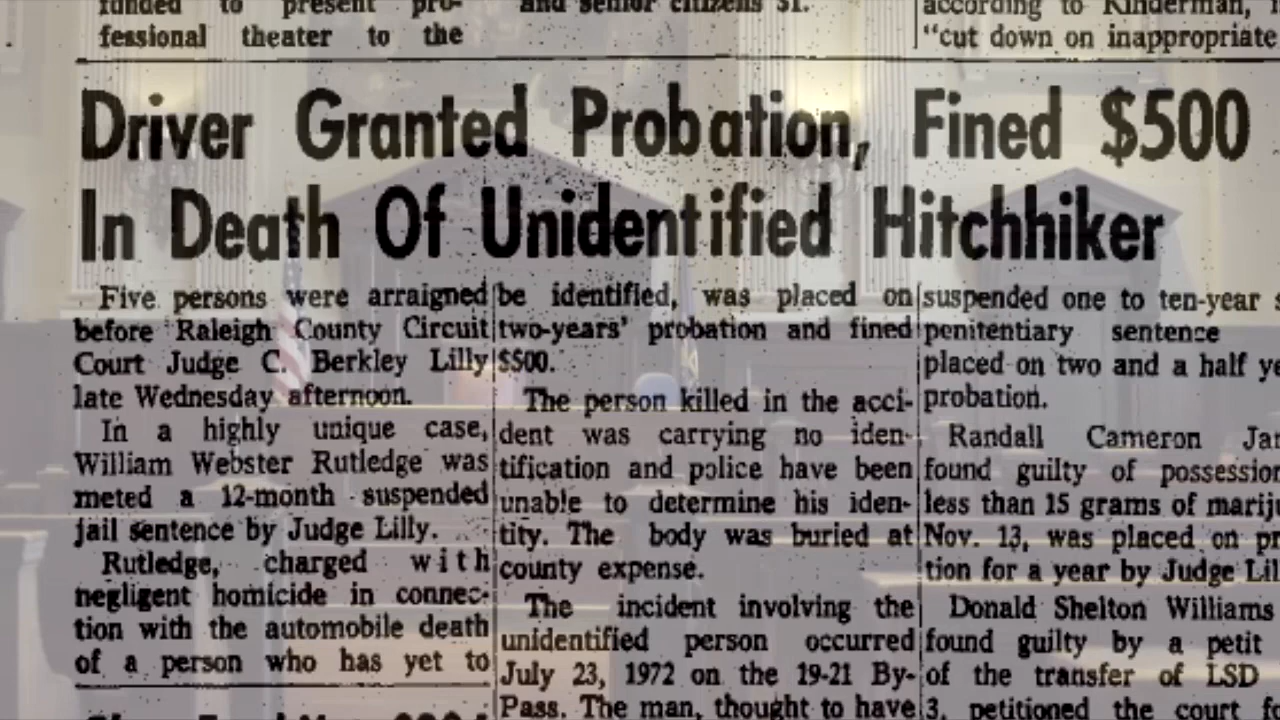 funded to present pro-
fessional theater to the
and senior citizens $1.
according to Kinderman,
"cut down on inappropriate
Driver Granted Probation, Fined $500
In Death Of Unidentified Hitchhiker
Five persons were arraigned
before Raleigh County Circuit
Court Judge C. Berkley Lilly
late Wednesday afternoon.
In a highly unique case,
William Webster Rutledge was
meted a 12-month suspended
jail sentence by Judge Lilly.
Rutledge, charged with
negligent homicide in connec-
tion with the automobile death
of a person who has yet to
be identified, was placed on
two-years' probation and fined
$500.
The person killed in the acci-
dent was carrying no iden-
tification and police have been
unable to determine his iden-
tity. The body was buried at
county expense.
The incident involving the
unidentified person occurred
July 23, 1972 on the 19-21 By-
Pass. The man, thought to have
suspended one to ten-year
penitentiary sentence
placed on two and a half ye
probation.
Randall Cameron Jar
found guilty of possession
less than 15 grams of mariju
Nov. 13, was placed on pr
tion for a year by Judge Lil
Donald Shelton Williams
found guilty by a petit
of the transfer of LSD
3, petitioned the court fo